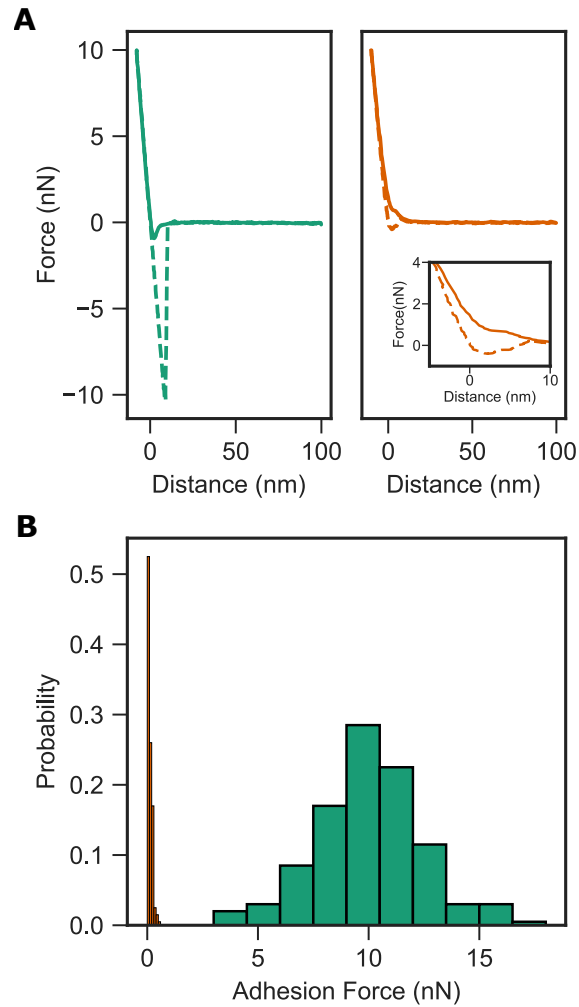 A
10
5
0
−5
−10
Force (nN)
0 50 100
Distance (nm)
4
2
0
Force(nN)
0 10
Distance (nm)
0 50 100
Distance (nm)
B
0.5
0.4
0.3
0.2
0.1
0.0
Probability
0 5 10 15
Adhesion Force (nN)